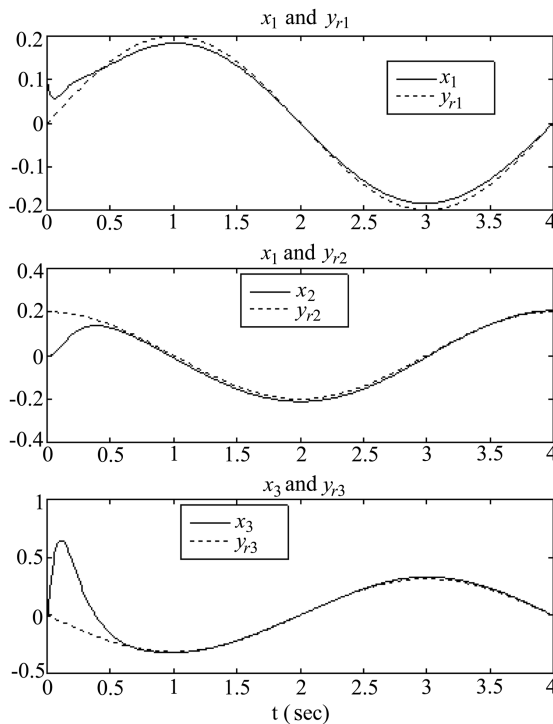 x₁ and yᵣ₁
0.2
0.1
0
-0.1
-0.2
x₁
yᵣ₁
0 0.5 1 1.5 2 2.5 3 3.5 4
x₁ and yᵣ₂
0.4
0.2
0
-0.2
-0.4
x₂
yᵣ₂
0 0.5 1 1.5 2 2.5 3 3.5 4
x₃ and yᵣ₃
1
0.5
0
-0.5
x₃
yᵣ₃
0 0.5 1 1.5 2 2.5 3 3.5 4
t (sec)